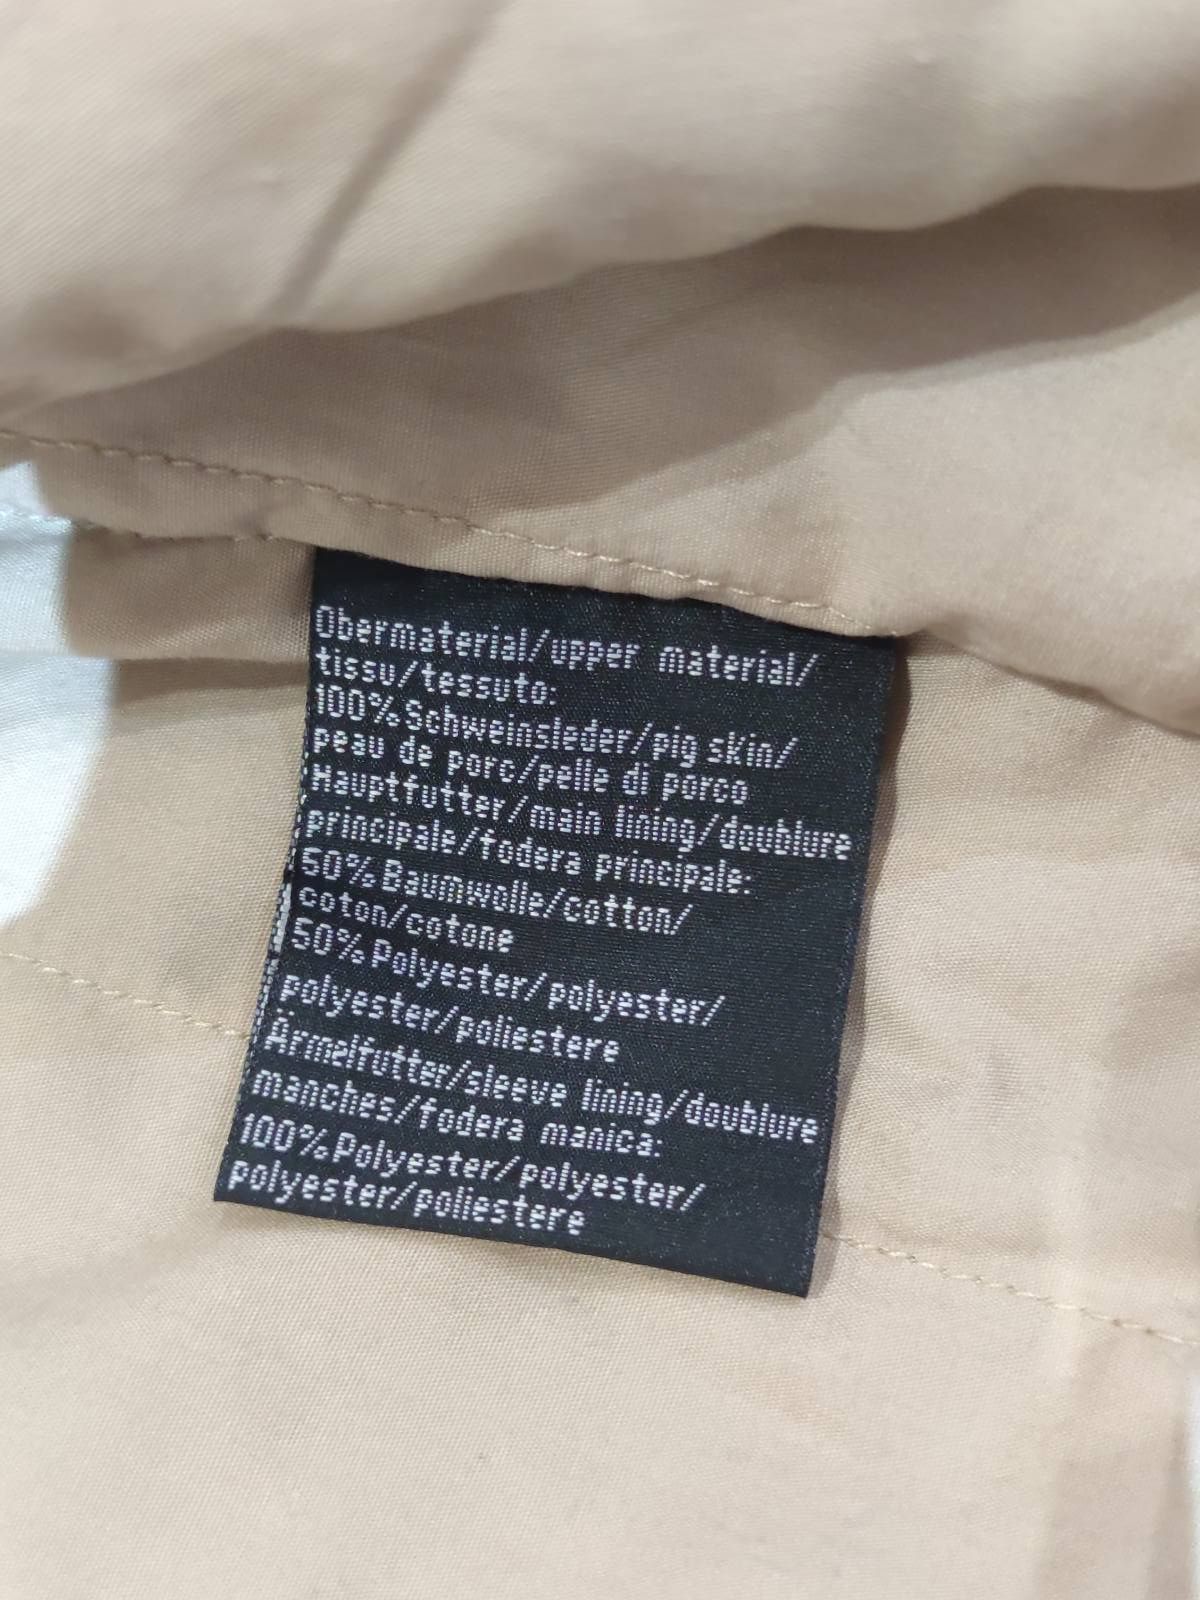 Obermaterial/upper material/
tissu/tessuto:
100%Schweinsleder/pig skin/
peau de porc/pelle di porco
Hauptfutter/main lining/doublure
principale/fodera principale:
50%Baumwolle/cotton/
coton/cotone
50%Polyester/polyester/
polyester/poliestere
Ärmelfutter/sleeve lining/doublure
manches/fodera manica:
100%Polyester/polyester/
polyester/poliestere